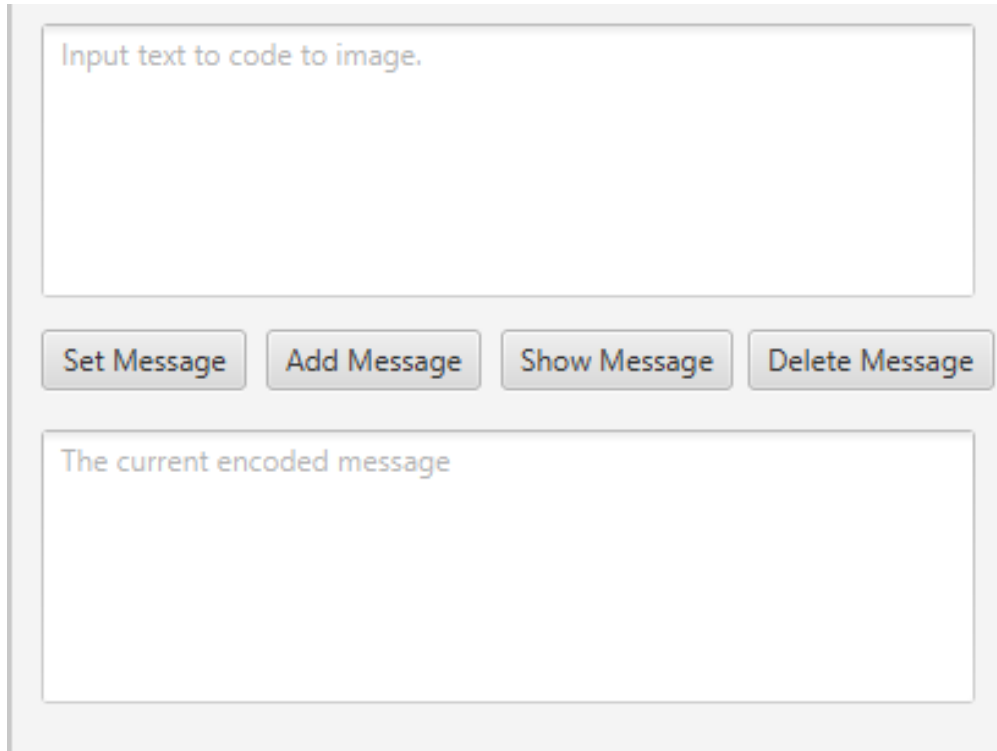 Input text to code to image.
Set Message Add Message Show Message Delete Message
The current encoded message